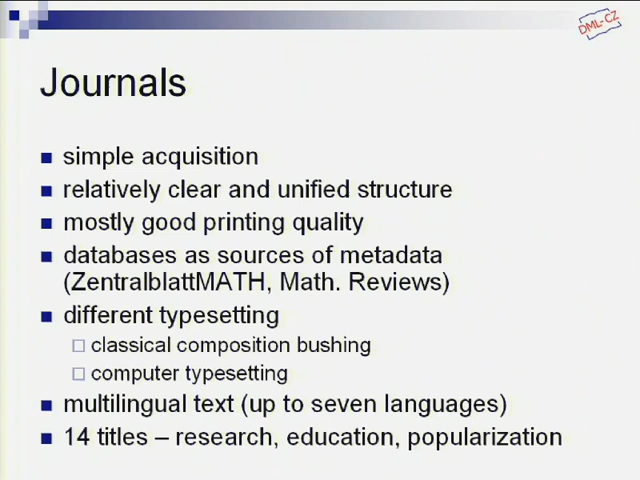 DML-CZ
Journals
simple acquisition
relatively clear and unified structure
mostly good printing quality
databases as sources of metadata
(ZentralblattMATH, Math. Reviews)
different typesetting
classical composition bushing
computer typesetting
multilingual text (up to seven languages)
14 titles – research, education, popularization